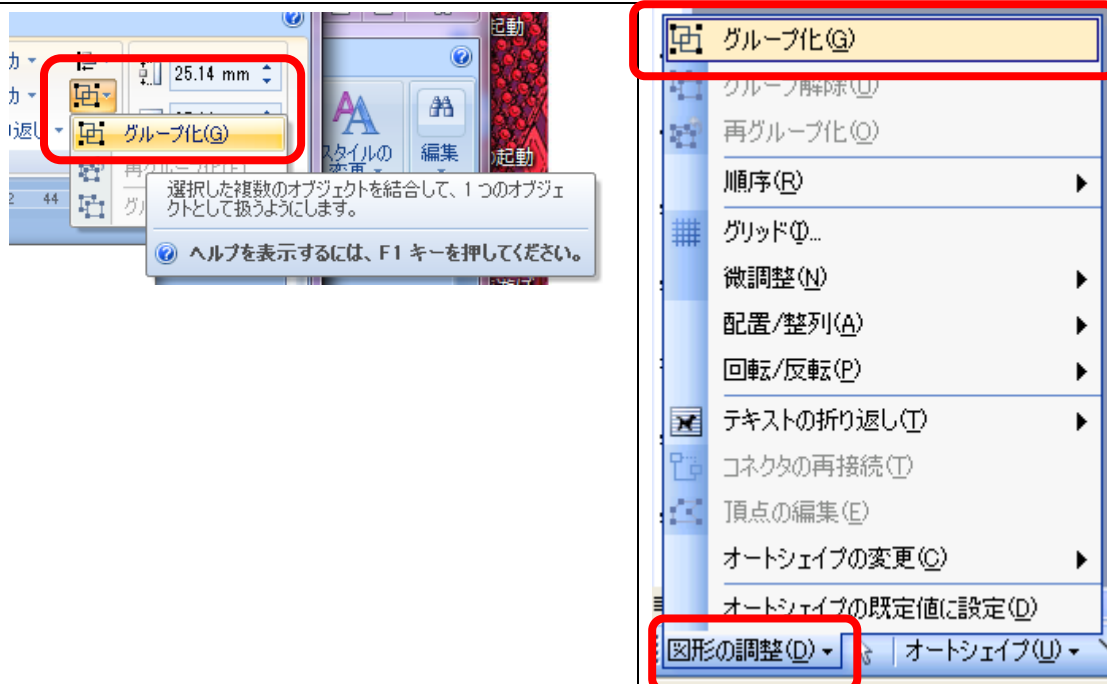 起動
25.14 mm
グループ化(G)
スタイルの
変更
編集
の起動
2 44
選択した複数のオブジェクトを結合して、1 つのオブジェ
クトとして扱うようにします。
ヘルプを表示するには、F1 キーを押してください。
グループ化(G)
グループ解除(U)
再グループ化(O)
順序(R)
グリッド(I)...
微調整(N)
配置/整列(A)
回転/反転(P)
テキストの折り返し(T)
コネクタの再接続(T)
頂点の編集(E)
オートシェイプの変更(C)
オートシェイプの既定値に設定(D)
図形の調整(D)
オートシェイプ(U)